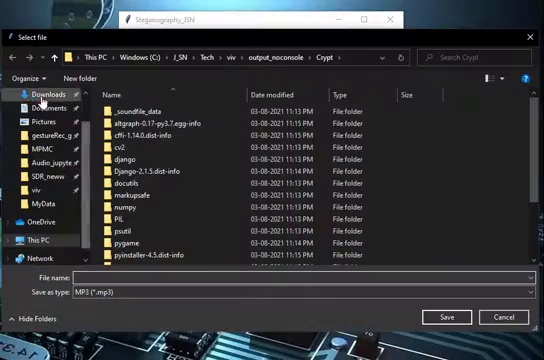 Steganography_JSN
Select file
This PC > Windows (C:) > J_SN > Tech > viv > output_noconsole > Crypt >
Search Crypt
Organize
New folder
Name
Date modified
Type
Size
Downloads
Documents
Pictures
gestureRec_g
MPMC
Audio_jupyte
SDR_neww
viv
MyData
OneDrive
This PC
Network
_soundfile_data 03-08-2021 11:13 PM File folder
altgraph-0.17-py3.7.egg-info 03-08-2021 11:15 PM File folder
cffi-1.14.0.dist-info 03-08-2021 11:15 PM File folder
cv2 03-08-2021 11:13 PM File folder
django 03-08-2021 11:13 PM File folder
Django-2.1.5.dist-info 03-08-2021 11:14 PM File folder
docutils 03-08-2021 11:13 PM File folder
markupsafe 03-08-2021 11:13 PM File folder
numpy 03-08-2021 11:13 PM File folder
PIL 03-08-2021 11:13 PM File folder
psutil 03-08-2021 11:13 PM File folder
pygame 03-08-2021 11:14 PM File folder
pyinstaller-4.5.dist-info 03-08-2021 11:15 PM File folder
File name:
Save as type: MP3 (*.mp3)
Hide Folders
Save
Cancel